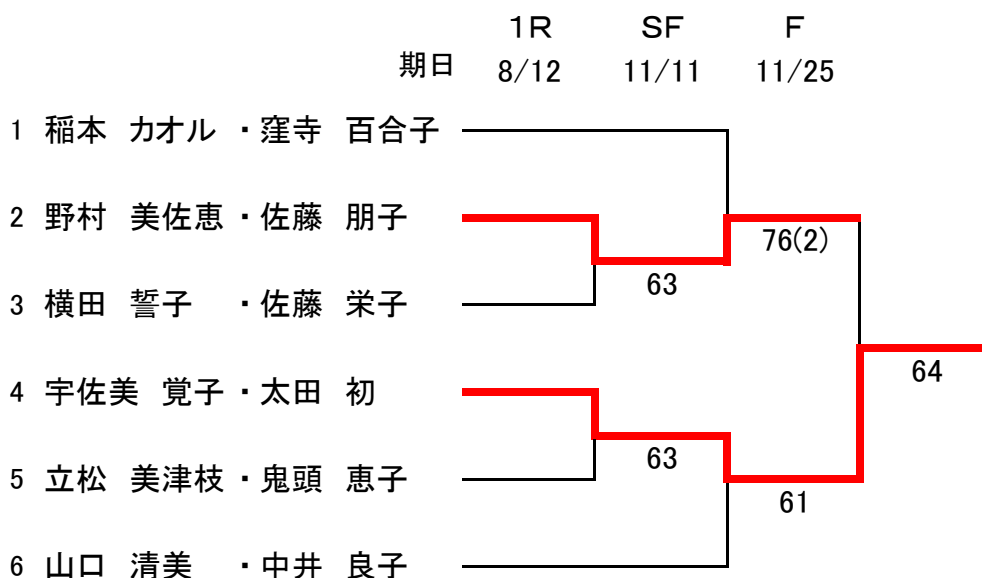 1R SF F
期日 8/12 11/11 11/25
1 稲本 カオル ・窪寺 百合子
2 野村 美佐恵 ・佐藤 朋子
76(2)
63
3 横田 誓子 ・佐藤 栄子
64
4 宇佐美 覚子 ・太田 初
63
5 立松 美津枝 ・鬼頭 恵子
61
6 山口 清美 ・中井 良子